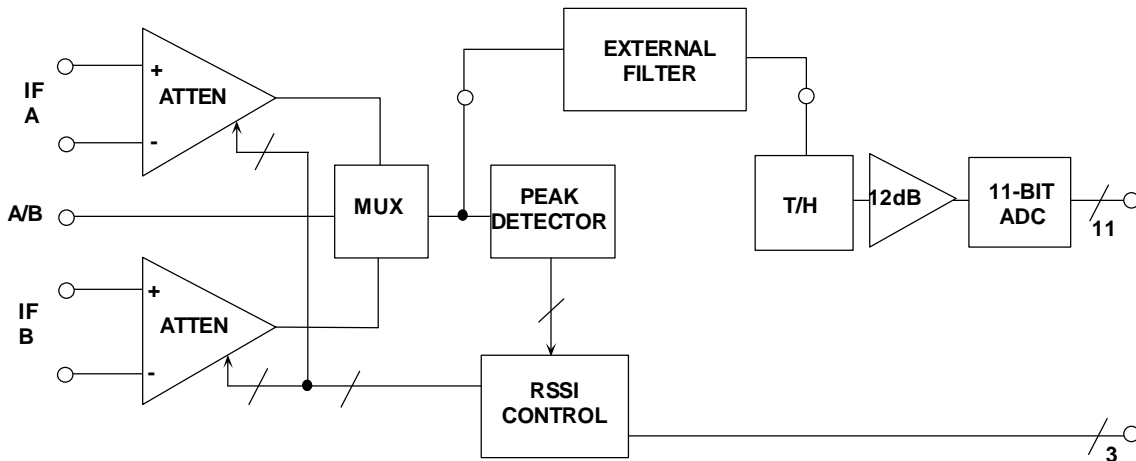 EXTERNAL
FILTER
IF
A
+
ATTEN
-
A/B
MUX
PEAK
DETECTOR
T/H
12dB
11-BIT
ADC
11
IF
B
+
ATTEN
-
RSSI
CONTROL
3